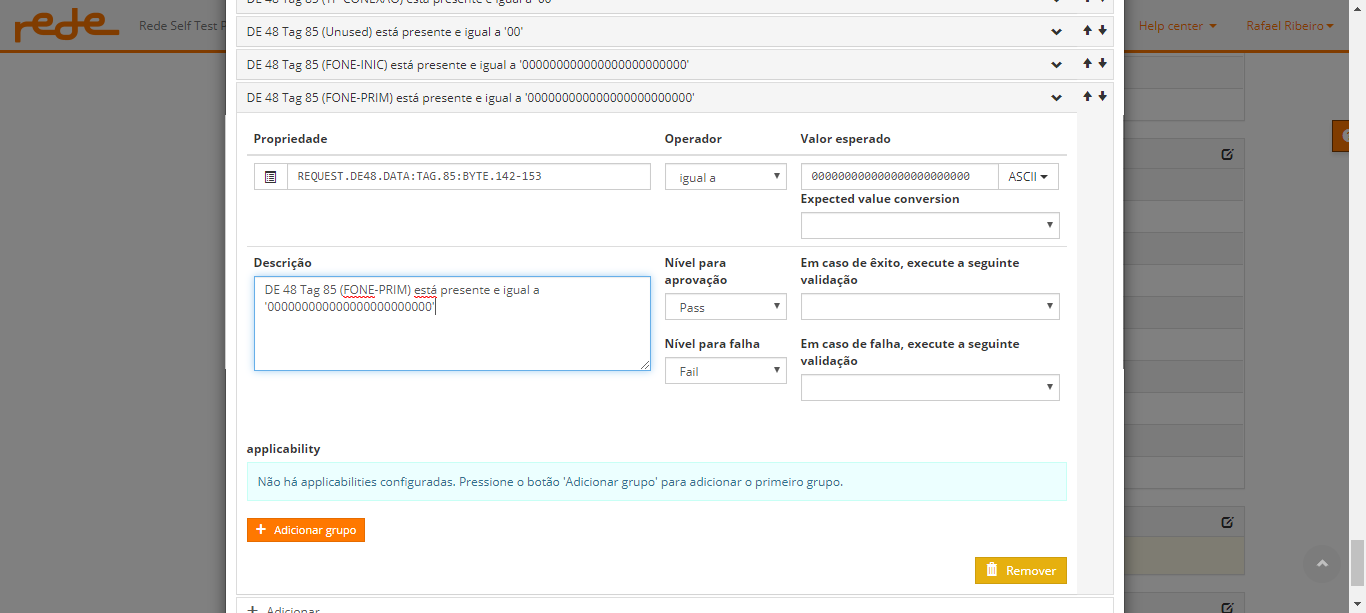 DE 48 Tag 85 (TP-CONEXAO) está presente e igual a '00'
rede Rede Self Test P Help center Rafael Ribeiro
DE 48 Tag 85 (Unused) está presente e igual a '00'
DE 48 Tag 85 (FONE-INIC) está presente e igual a '000000000000000000000000'
DE 48 Tag 85 (FONE-PRIM) está presente e igual a '000000000000000000000000'
Propriedade Operador Valor esperado
REQUEST.DE48.DATA:TAG.85:BYTE.142-153 igual a 000000000000000000000000 ASCII
Expected value conversion
Descrição Nível para aprovação Em caso de êxito, execute a seguinte validação
DE 48 Tag 85 (FONE-PRIM) está presente e igual a
'000000000000000000000000'
Pass
Nível para falha Em caso de falha, execute a seguinte validação
Fail
applicability
Não há applicabilities configuradas. Pressione o botão 'Adicionar grupo' para adicionar o primeiro grupo.
+ Adicionar grupo
Remover
+ Adicionar